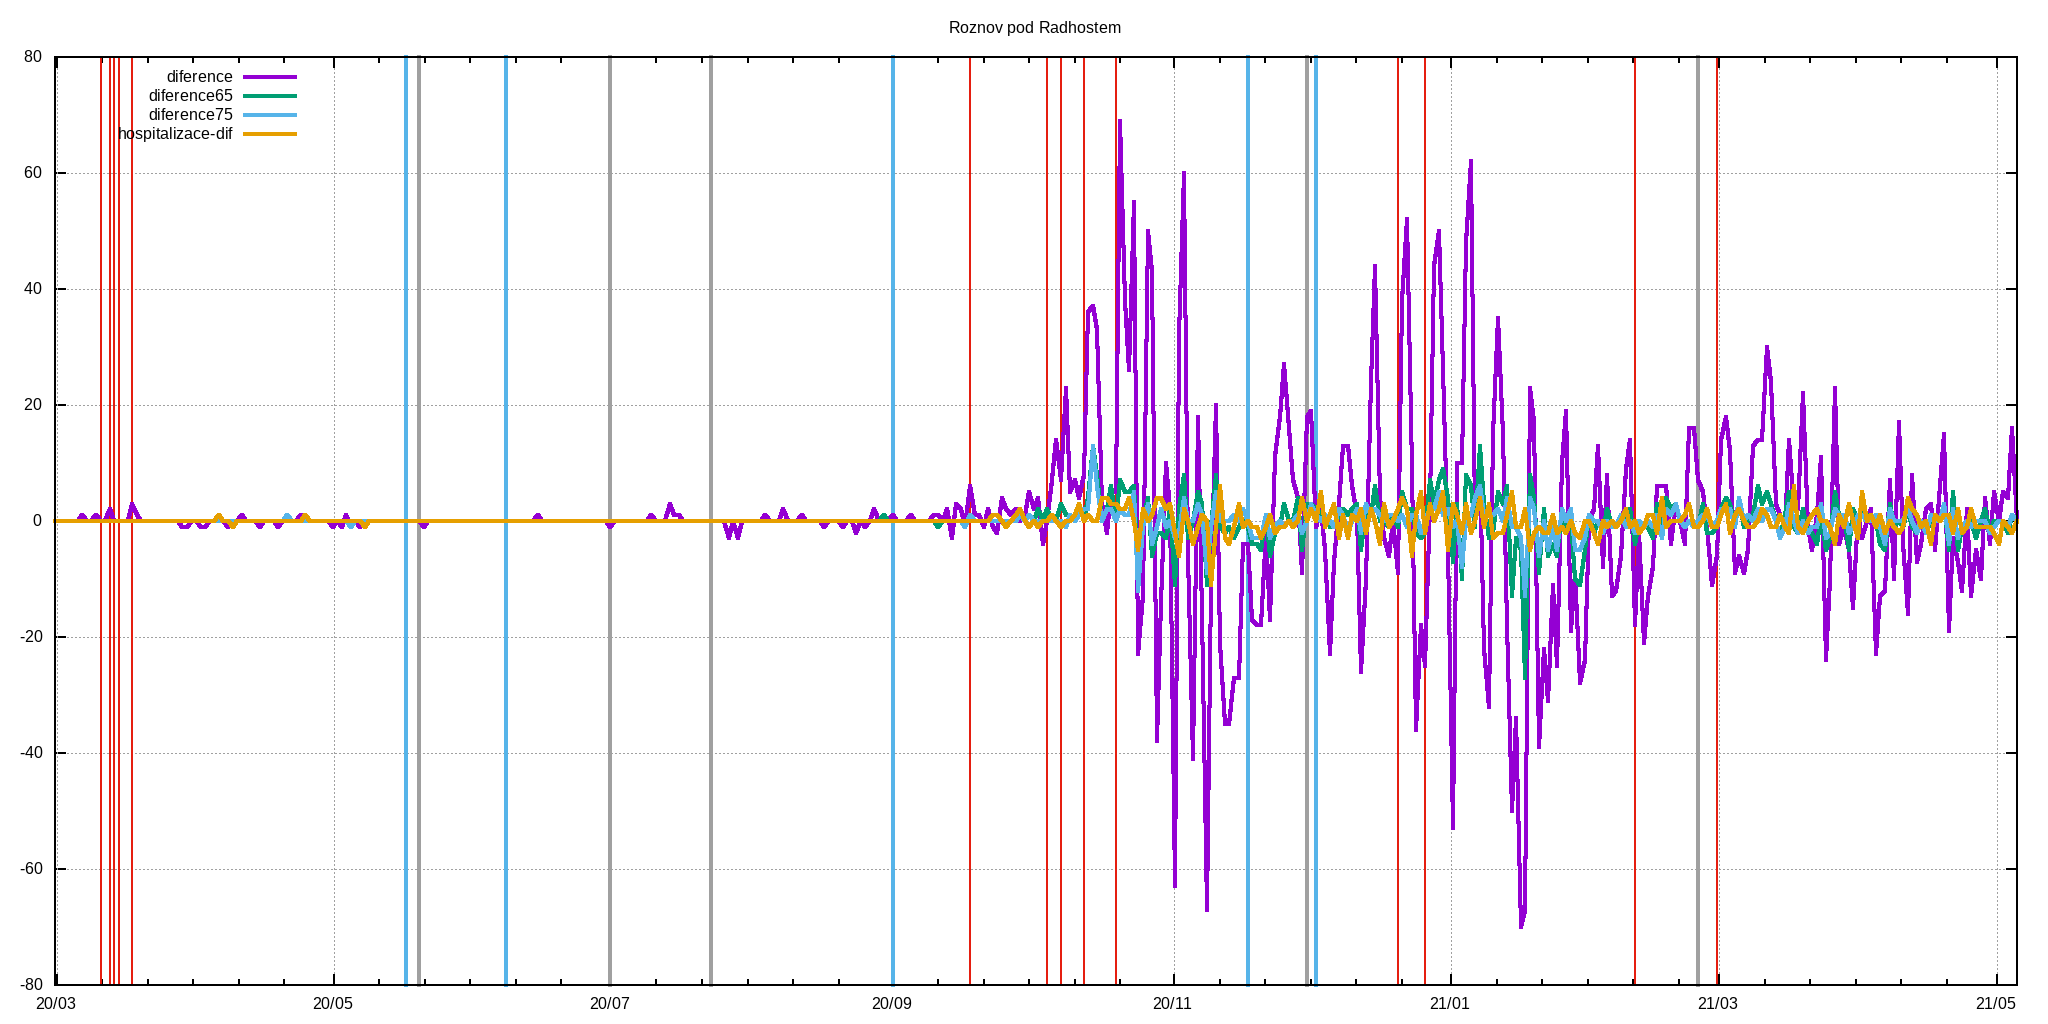 Roznov pod Radhostem
80
60
40
20
0
-20
-40
-60
-80
diference
diference65
diference75
hospitalizace-dif
20/03 20/05 20/07 20/09 20/11 21/01 21/03 21/05